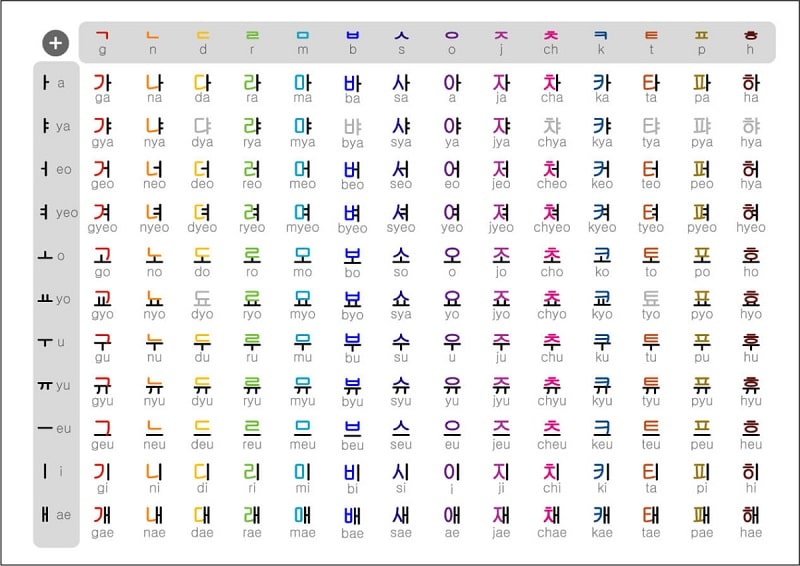 + ㄱ ㄴ ㄷ ㄹ ㅁ ㅂ ㅅ ㅇ ㅈ ㅊ ㅋ ㅌ ㅍ ㅎ
g n d r m b s o j ch k t p h
ㅏ a 가 나 다 라 마 바 사 아 자 차 카 타 파 하
ga na da ra ma ba sa a ja cha ka ta pa ha
ㅑ ya 갸 냐 댜 랴 먀 뱌 샤 야 쟈 챠 캬 탸 퍄 햐
gya nya dya rya mya bya sya ya jya chya kya tya pya hya
ㅓ eo 거 너 더 러 머 버 서 어 저 처 커 터 퍼 허
geo neo deo reo meo beo seo eo jeo cheo keo teo peo hya
ㅕ yeo 겨 녀 뎌 려 며 벼 셔 여 져 쳐 켜 텨 펴 혀
gyeo nyeo dyeo ryeo myeo byeo syeo yeo jyeo chyeo kyeo tyeo pyeo hyeo
ㅗ o 고 노 도 로 모 보 소 오 조 초 코 토 포 호
go no do ro mo bo so o jo cho ko to po ho
ㅛ yo 교 뇨 됴 료 묘 뵤 쇼 요 죠 쵸 쿄 툐 표 효
gyo nyo dyo ryo myo byo sya yo jyo chyo kyo tyo pyo hyo
ㅜ u 구 누 두 루 무 부 수 우 주 추 쿠 투 푸 후
gu nu du ru mu bu su u ju chu ku tu pu hu
ㅠ yu 규 뉴 듀 류 뮤 뷰 슈 유 쥬 츄 큐 튜 퓨 휴
gyu nyu dyu ryu myu byu syu yu jyu chyu kyu tyu pyu hyu
ㅡ eu 그 느 드 르 므 브 스 으 즈 츠 크 트 프 흐
geu neu deu reu meu beu seu eu jeu cheu keu teu peu heu
ㅣ i 기 니 디 리 미 비 시 이 지 치 키 티 피 히
gi ni di ri mi bi si i ji chi ki ta pi hi
ㅐ ae 개 내 대 래 매 배 새 애 재 채 캐 태 패 해
gae nae dae rae mae bae sae ae jae chae kae tae pae hae